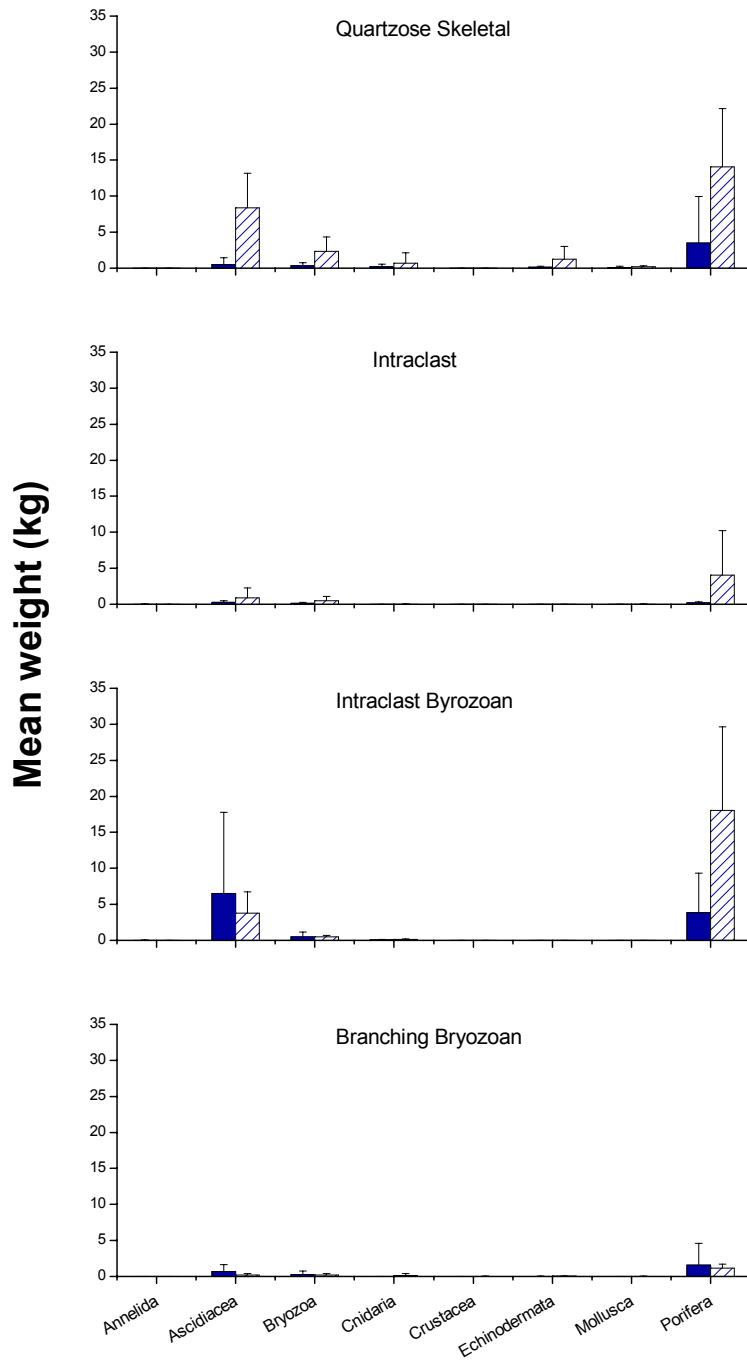 Mean weight (kg)
Quartzose Skeletal
35
30
25
20
15
10
5
0
Intraclast
35
30
25
20
15
10
5
0
Intraclast Byrozoan
35
30
25
20
15
10
5
0
Branching Bryozoan
35
30
25
20
15
10
5
0
Annelida
Ascidiacea
Bryozoa
Cnidaria
Crustacea
Echinodermata
Mollusca
Porifera